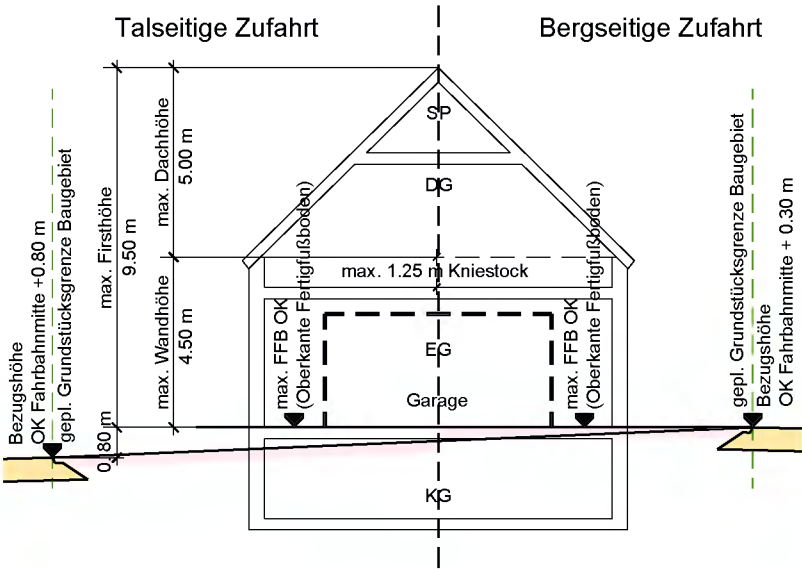 Talseitige Zufahrt
Bergseitige Zufahrt
SP
DG
max. Dachhöhe
5.00 m
max. Firsthöhe
9.50 m
max. Wandhöhe
4.50 m
max. 1.25 m Kniestock
max. FFB OK
(Oberkante Fertigfußboden)
EG
Garage
max. FFB OK
(Oberkante Fertigfußboden)
KG
Bezugshöhe
OK Fahrbahnmitte +0.80 m
gepl. Grundstücksgrenze Baugebiet
0.80 m
gepl. Grundstücksgrenze Baugebiet
Bezugshöhe
OK Fahrbahnmitte + 0.30 m